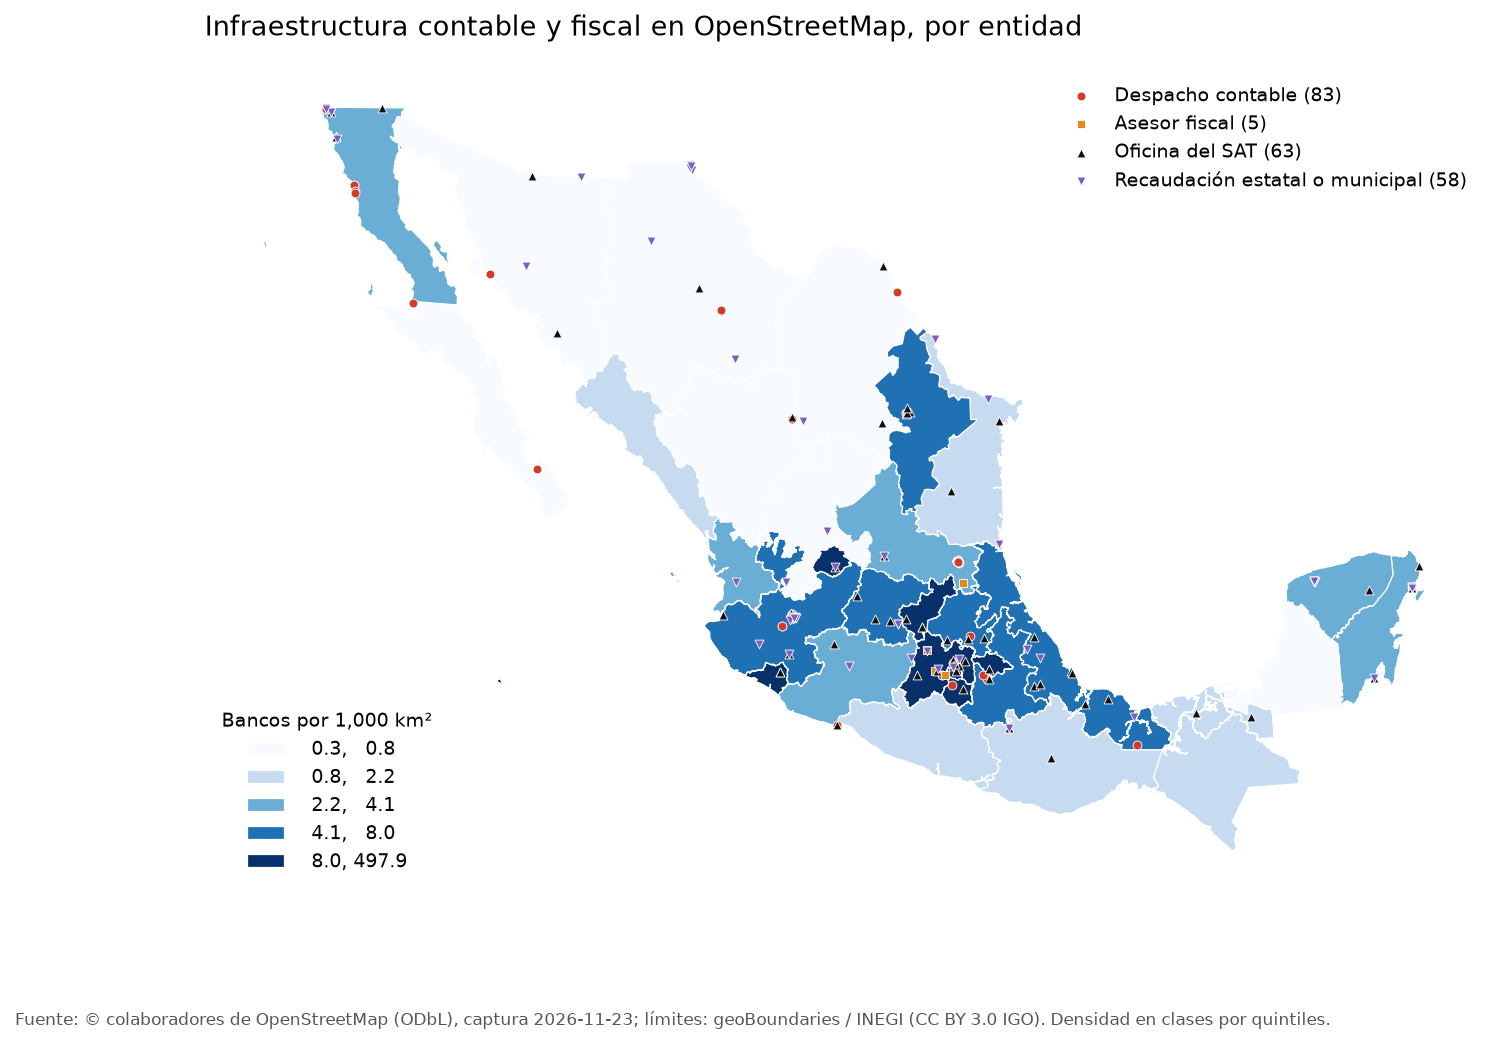 Infraestructura contable y fiscal en OpenStreetMap, por entidad
Despacho contable (83)
Asesor fiscal (5)
Oficina del SAT (63)
Recaudación estatal o municipal (58)
Bancos por 1,000 km²
0.3, 0.8
0.8, 2.2
2.2, 4.1
4.1, 8.0
8.0, 497.9
Fuente: © colaboradores de OpenStreetMap (ODbL), captura 2026-11-23; límites: geoBoundaries / INEGI (CC BY 3.0 IGO). Densidad en clases por quintiles.